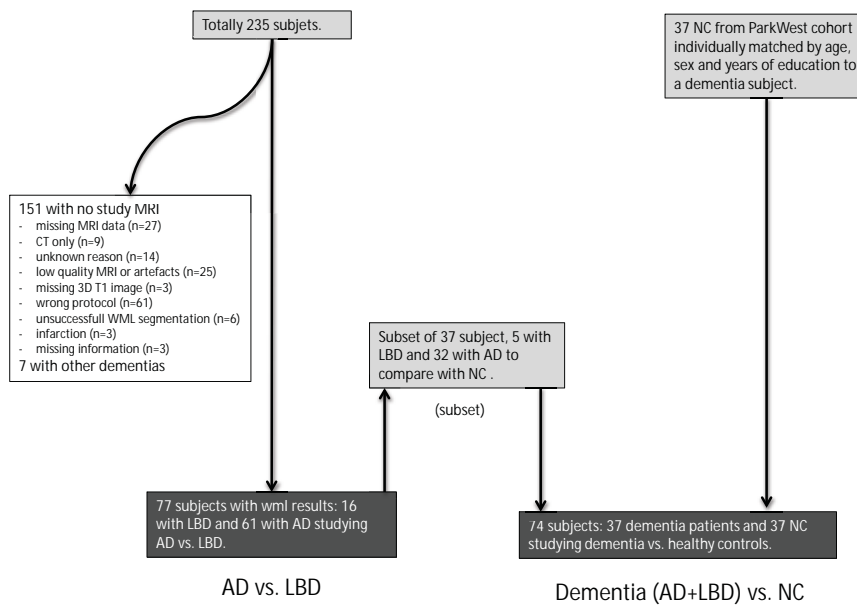 Totally 235 subjets.
37 NC from ParkWest cohort
individually matched by age,
sex and years of education to
a dementia subject.
151 with no study MRI
- missing MRI data (n=27)
- CT only (n=9)
- unknown reason (n=14)
- low quality MRI or artefacts (n=25)
- missing 3D T1 image (n=3)
- wrong protocol (n=61)
- unsuccessfull WML segmentation (n=6)
- infarction (n=3)
- missing information (n=3)
7 with other dementias
Subset of 37 subject, 5 with
LBD and 32 with AD to
compare with NC .
(subset)
77 subjects with wml results: 16
with LBD and 61 with AD studying
AD vs. LBD.
74 subjects: 37 dementia patients and 37 NC
studying dementia vs. healthy controls.
AD vs. LBD
Dementia (AD+LBD) vs. NC